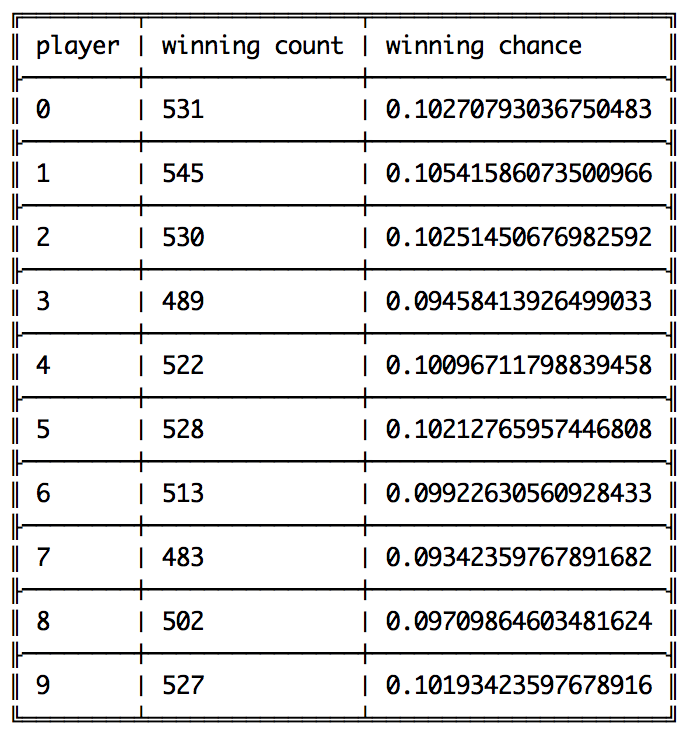 player | winning count | winning chance
0 | 531 | 0.10270793036750483
1 | 545 | 0.10541586073500966
2 | 530 | 0.10251450676982592
3 | 489 | 0.09458413926499033
4 | 522 | 0.10096711798839458
5 | 528 | 0.10212765957446808
6 | 513 | 0.09922630560928433
7 | 483 | 0.09342359767891682
8 | 502 | 0.09709864603481624
9 | 527 | 0.10193423597678916